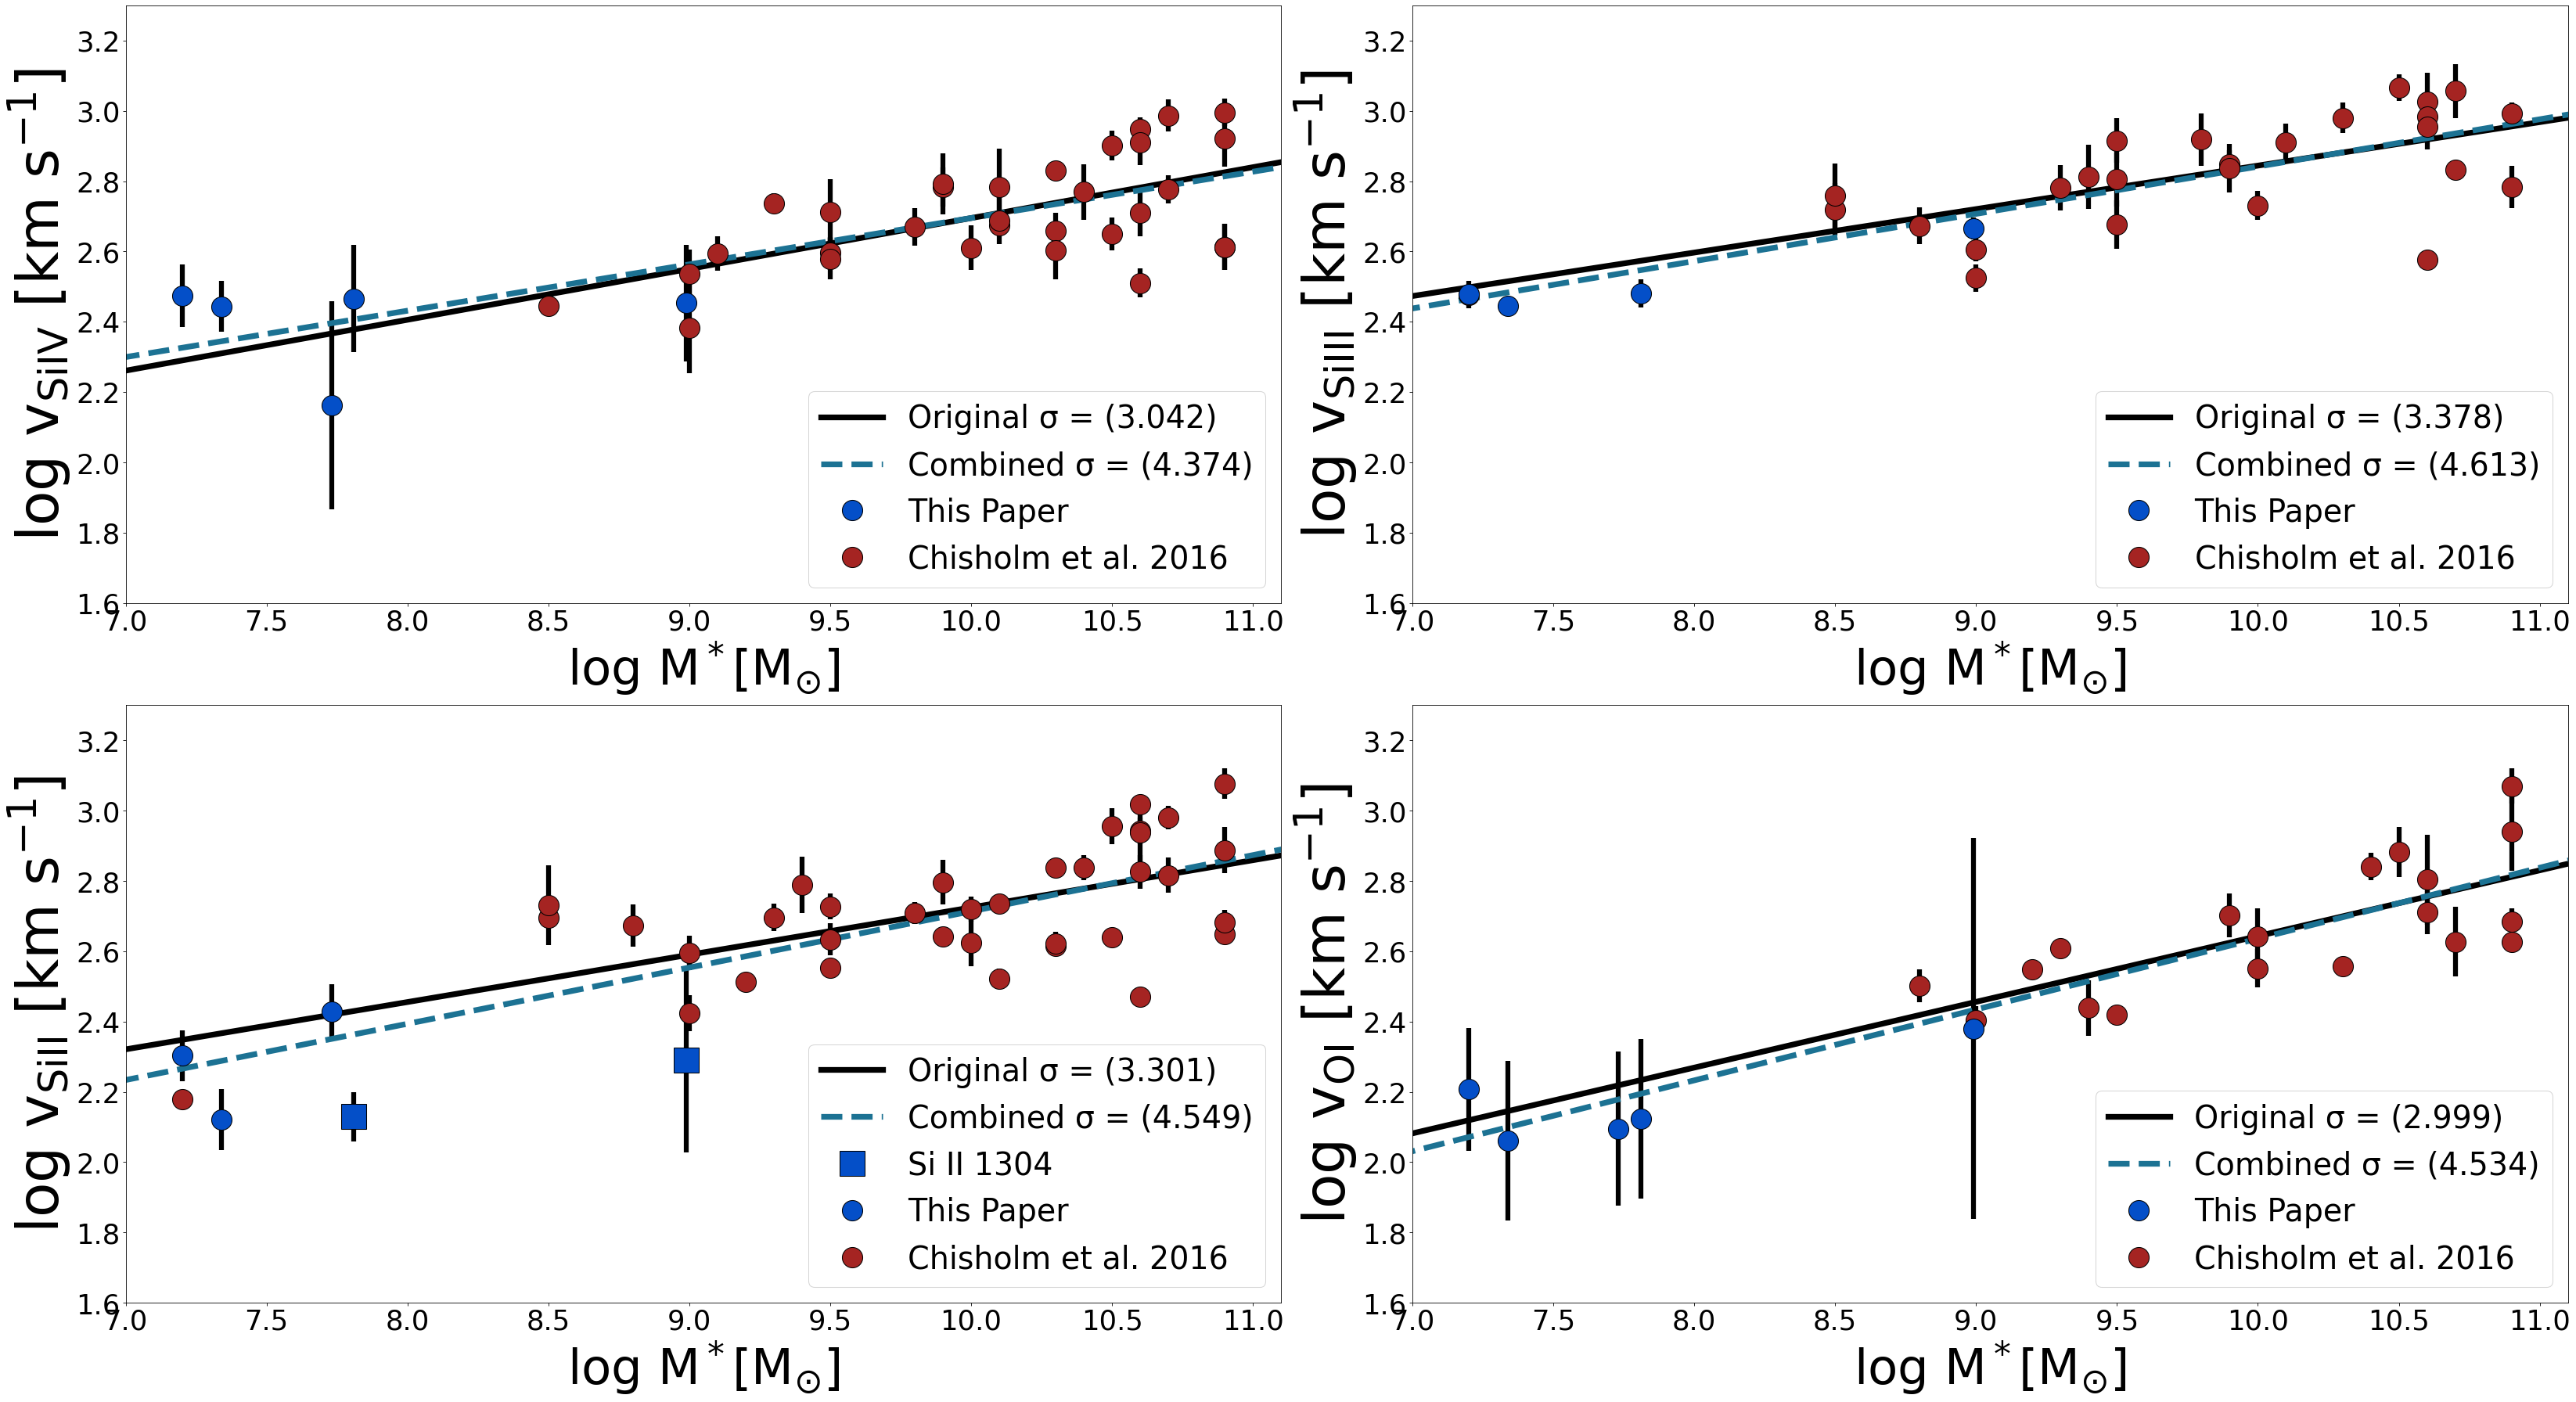 log v_SiIV [km s^−1]
3.2
3.0
2.8
2.6
2.4
2.2
2.0
1.8
1.6
Original σ = (3.042)
Combined σ = (4.374)
This Paper
Chisholm et al. 2016
7.0 7.5 8.0 8.5 9.0 9.5 10.0 10.5 11.0
log M^*[M_⊙]
log v_SiIII [km s^−1]
3.2
3.0
2.8
2.6
2.4
2.2
2.0
1.8
1.6
Original σ = (3.378)
Combined σ = (4.613)
This Paper
Chisholm et al. 2016
7.0 7.5 8.0 8.5 9.0 9.5 10.0 10.5 11.0
log M^*[M_⊙]
log v_SiII [km s^−1]
3.2
3.0
2.8
2.6
2.4
2.2
2.0
1.8
1.6
Original σ = (3.301)
Combined σ = (4.549)
Si II 1304
This Paper
Chisholm et al. 2016
7.0 7.5 8.0 8.5 9.0 9.5 10.0 10.5 11.0
log M^*[M_⊙]
log v_OI [km s^−1]
3.2
3.0
2.8
2.6
2.4
2.2
2.0
1.8
1.6
Original σ = (2.999)
Combined σ = (4.534)
This Paper
Chisholm et al. 2016
7.0 7.5 8.0 8.5 9.0 9.5 10.0 10.5 11.0
log M^*[M_⊙]